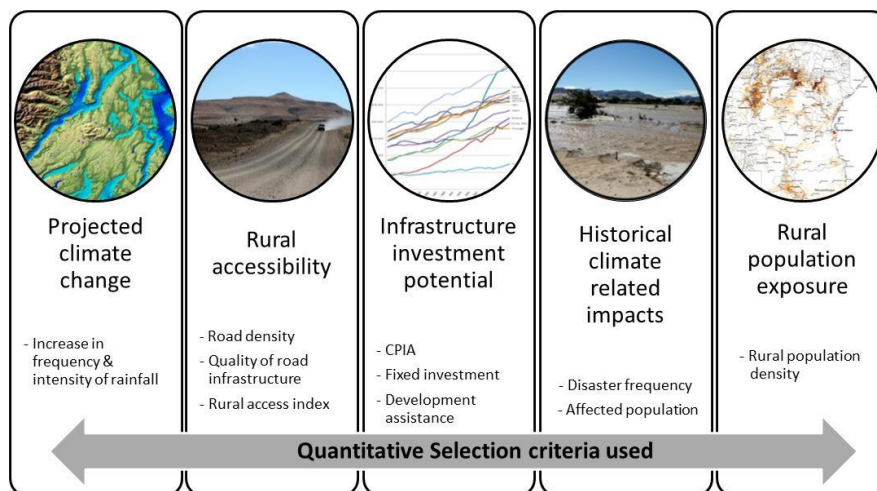 Projected
climate
change
- Increase in
frequency &
intensity of rainfall
Rural
accessibility
- Road density
- Quality of road
infrastructure
- Rural access index
Infrastructure
investment
potential
- CPIA
- Fixed investment
- Development
assistance
Historical
climate
related
impacts
- Disaster frequency
- Affected population
Rural
population
exposure
- Rural population
density
Quantitative Selection criteria used